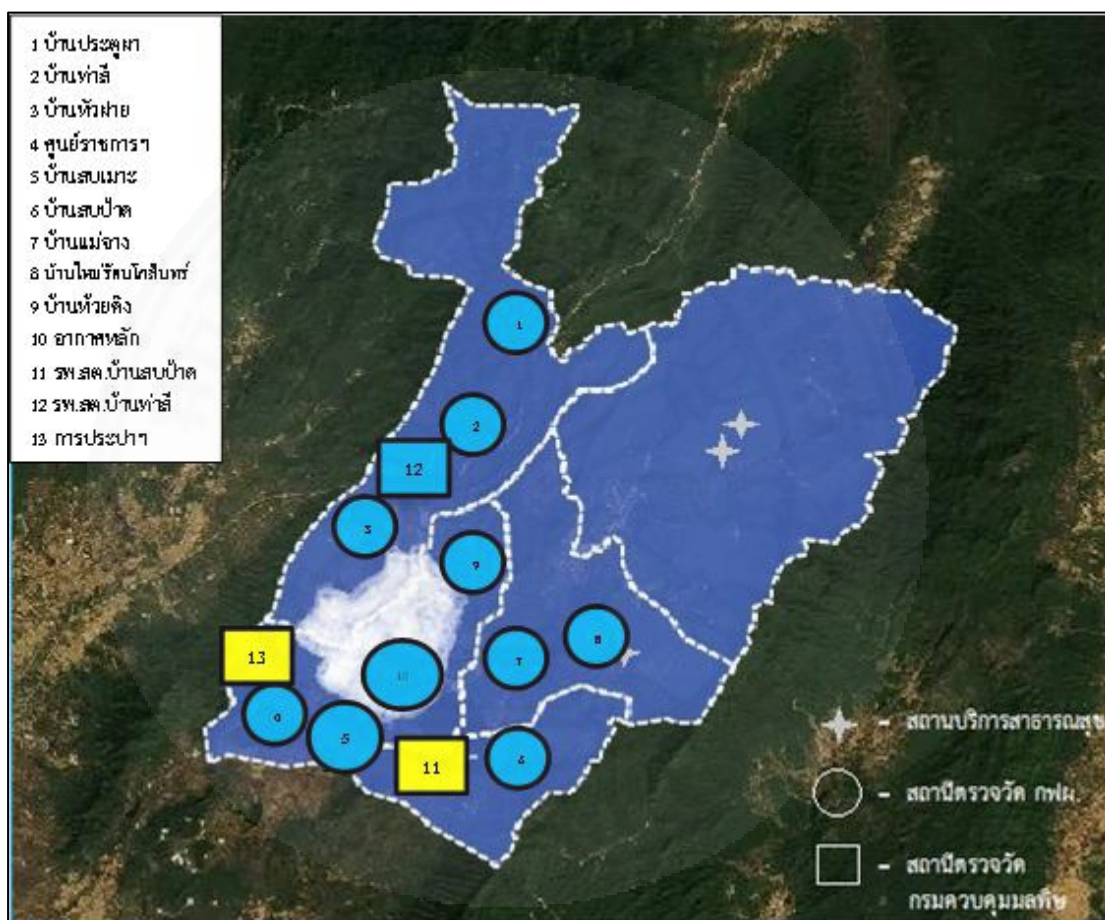 1 บ้านประตูผา
2 บ้านท่าสี
3 บ้านหัวฝาย
4 ศูนย์ราชการฯ
5 บ้านสบเมาะ
6 บ้านสบป้าด
7 บ้านแม่จาง
8 บ้านใหม่รัตนโกสินทร์
9 บ้านห้วยคิง
10 อากาศหลัก
11 รพ.สต.บ้านสบป้าด
12 รพ.สต.บ้านท่าสี
13 การประปาฯ
1
2
12
3
9
8
13
7
10
4
5
6
11
– สถานบริการสาธารณสุข
– สถานีตรวจวัด กฟผ.
– สถานีตรวจวัด
กรมควบคุมมลพิษ